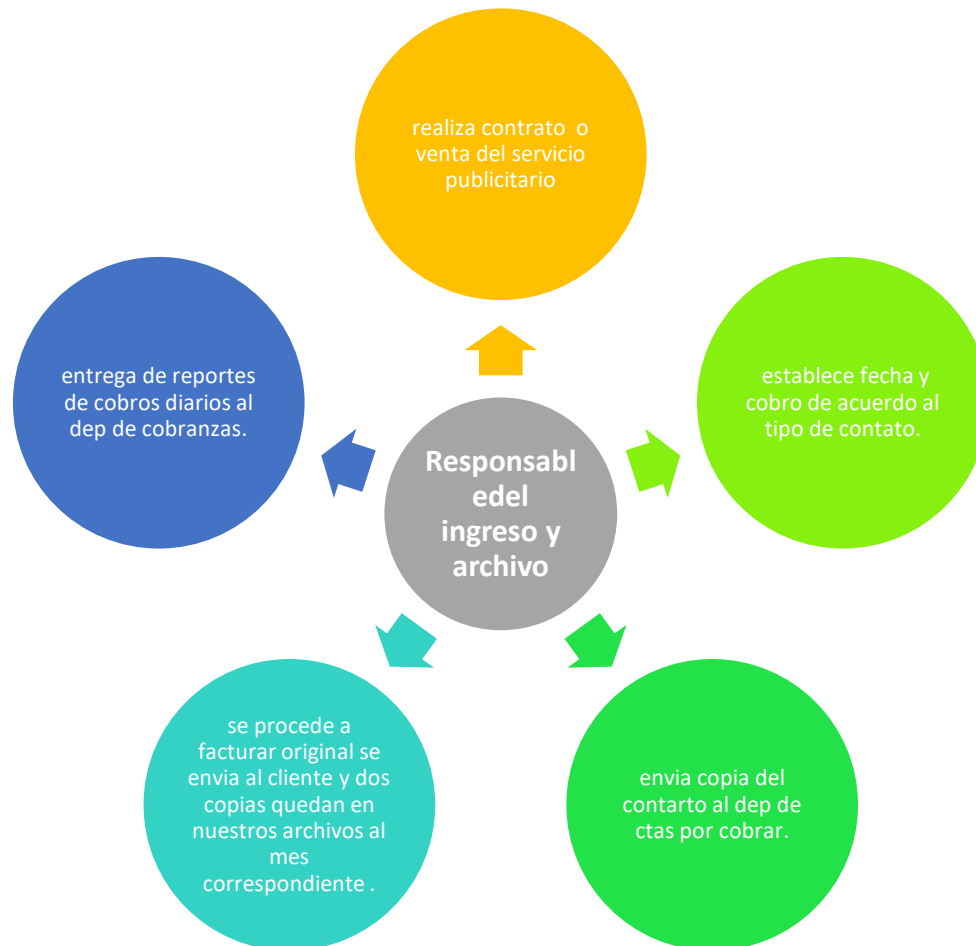 realiza contrato o
venta del servicio
publicitario
establece fecha y
cobro de acuerdo al
tipo de contato.
envia copia del
contarto al dep de
ctas por cobrar.
se procede a
facturar original se
envia al cliente y dos
copias quedan en
nuestros archivos al
mes
correspondiente .
entrega de reportes
de cobros diarios al
dep de cobranzas.
Responsabl
edel
ingreso y
archivo